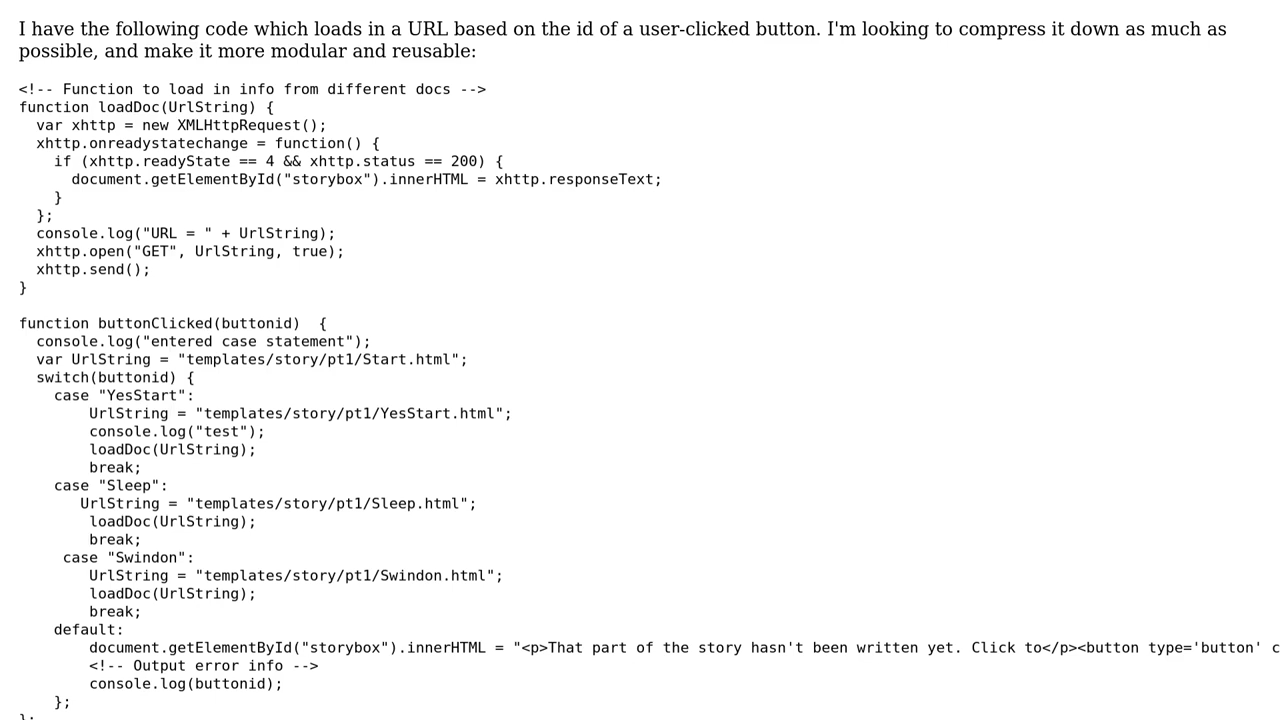 I have the following code which loads in a URL based on the id of a user-clicked button. I'm looking to compress it down as much as
possible, and make it more modular and reusable:
<!-- Function to load in info from different docs -->
function loadDoc(UrlString) {
  var xhttp = new XMLHttpRequest();
  xhttp.onreadystatechange = function() {
    if (xhttp.readyState == 4 && xhttp.status == 200) {
      document.getElementById("storybox").innerHTML = xhttp.responseText;
    }
  };
  console.log("URL = " + UrlString);
  xhttp.open("GET", UrlString, true);
  xhttp.send();
}
function buttonClicked(buttonid)  {
  console.log("entered case statement");
  var UrlString = "templates/story/pt1/Start.html";
  switch(buttonid) {
    case "YesStart":
        UrlString = "templates/story/pt1/YesStart.html";
        console.log("test");
        loadDoc(UrlString);
        break;
    case "Sleep":
       UrlString = "templates/story/pt1/Sleep.html";
        loadDoc(UrlString);
        break;
     case "Swindon":
        UrlString = "templates/story/pt1/Swindon.html";
        loadDoc(UrlString);
        break;
    default:
        document.getElementById("storybox").innerHTML = "<p>That part of the story hasn't been written yet. Click to</p><button type='button' c
        <!-- Output error info -->
        console.log(buttonid);
    };
};